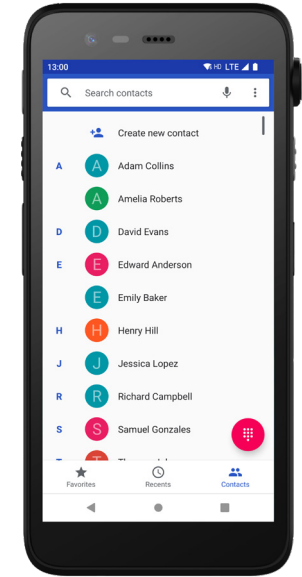 13:00 HD LTE
Search contacts
Create new contact
A A Adam Collins
A Amelia Roberts
D D David Evans
E E Edward Anderson
E Emily Baker
H H Henry Hill
J J Jessica Lopez
R R Richard Campbell
S S Samuel Gonzales
Favorites Recents Contacts